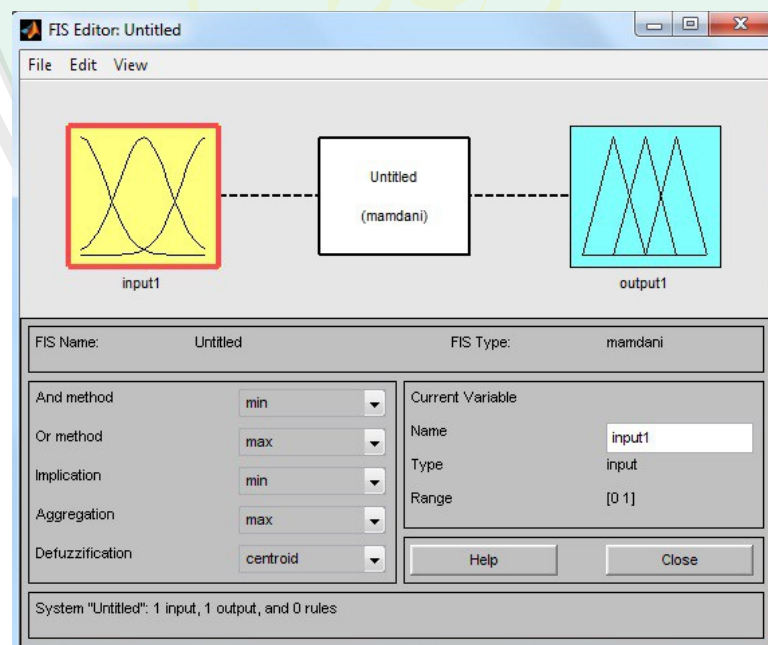 FIS Editor: Untitled
File Edit View
Untitled
(mamdani)
input1
output1
FIS Name: Untitled
FIS Type: mamdani
And method min
Or method max
Implication min
Aggregation max
Defuzzification centroid
Current Variable
Name input1
Type input
Range [0 1]
Help
Close
System "Untitled": 1 input, 1 output, and 0 rules